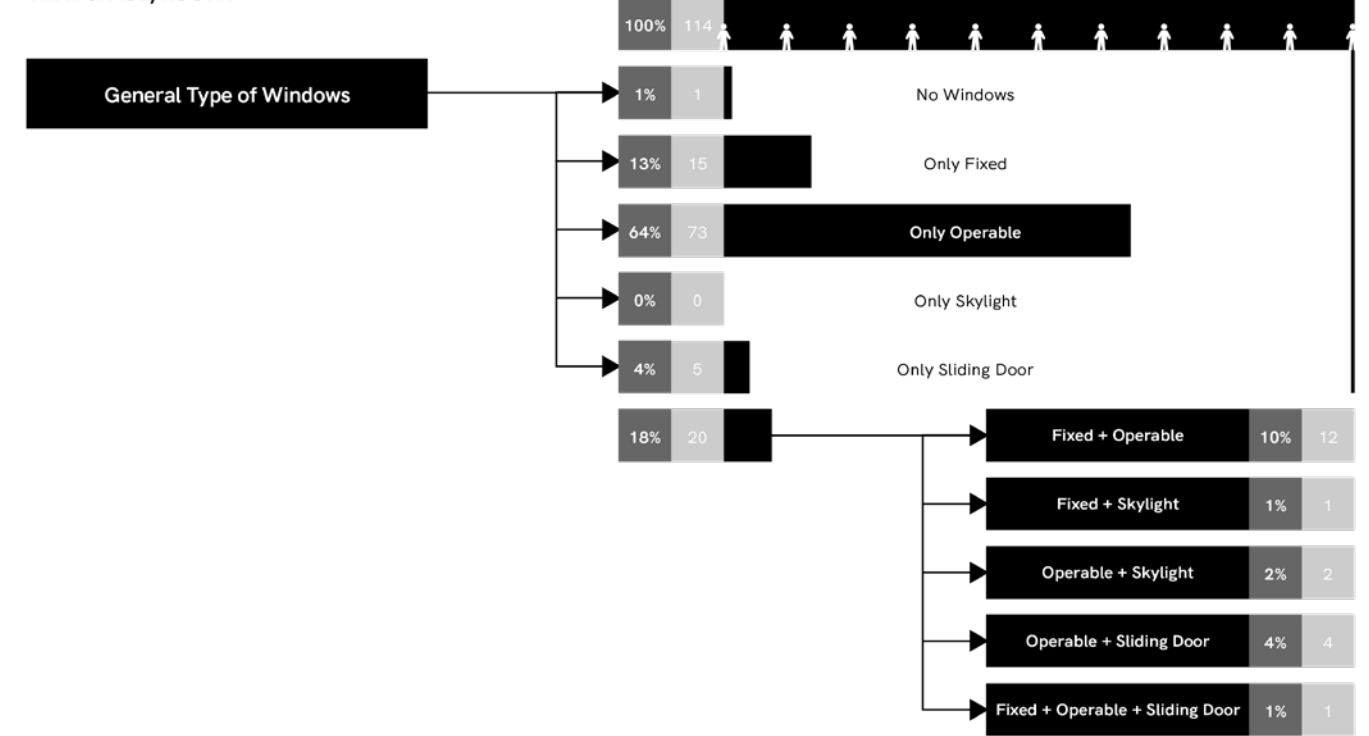 100% 114
General Type of Windows
1% 1 No Windows
13% 15 Only Fixed
64% 73 Only Operable
0% 0 Only Skylight
4% 5 Only Sliding Door
18% 20
Fixed + Operable 10% 12
Fixed + Skylight 1% 1
Operable + Skylight 2% 2
Operable + Sliding Door 4% 4
Fixed + Operable + Sliding Door 1% 1